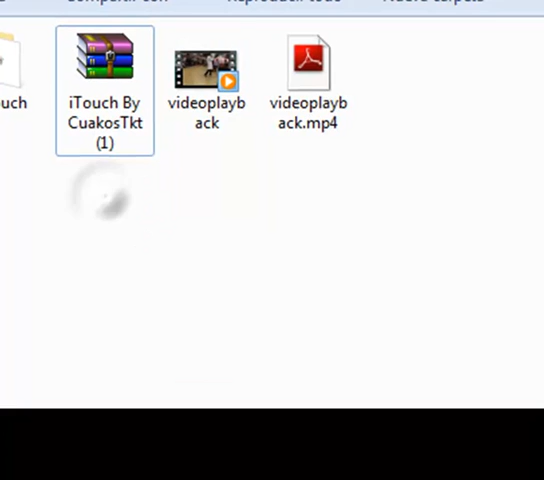 ouch
iTouch By
CuakosTkt
(1)
videoplayb
ack
videoplayb
ack.mp4